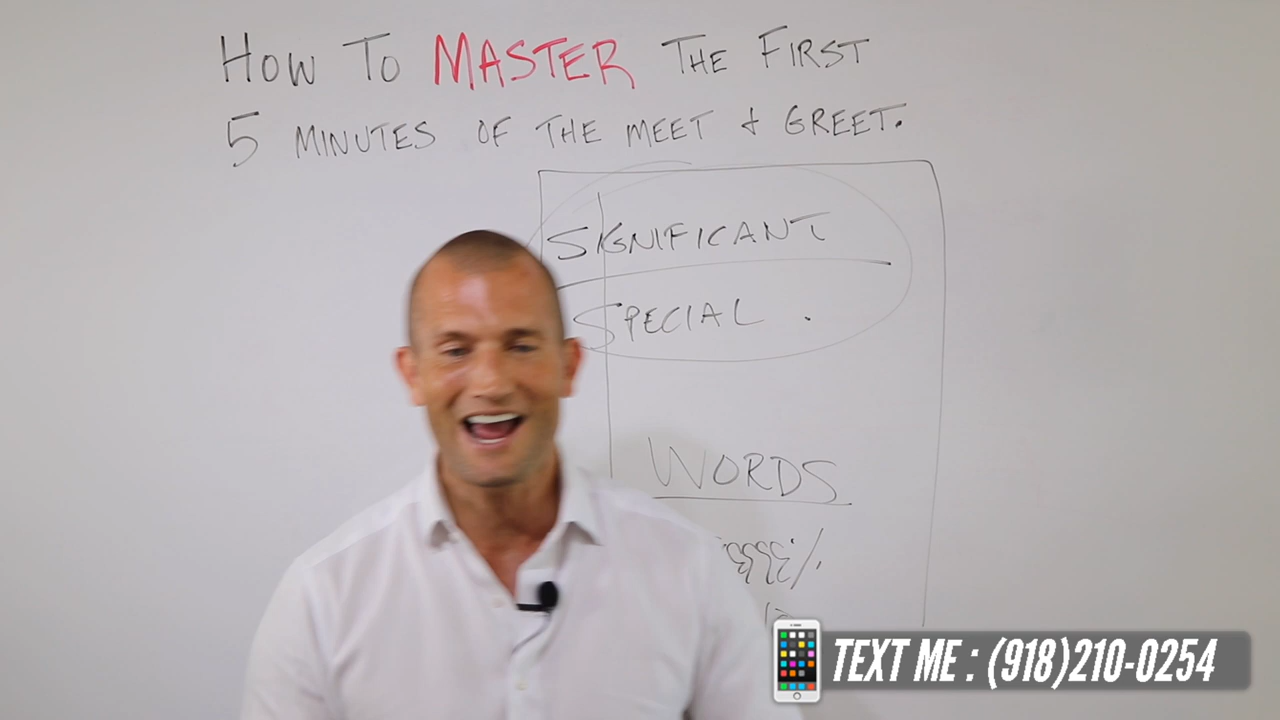 HOW TO MASTER THE FIRST
5 MINUTES OF THE MEET & GREET.
SIGNIFICANT
SPECIAL .
WORDS
TEXT ME : (918)210-0254